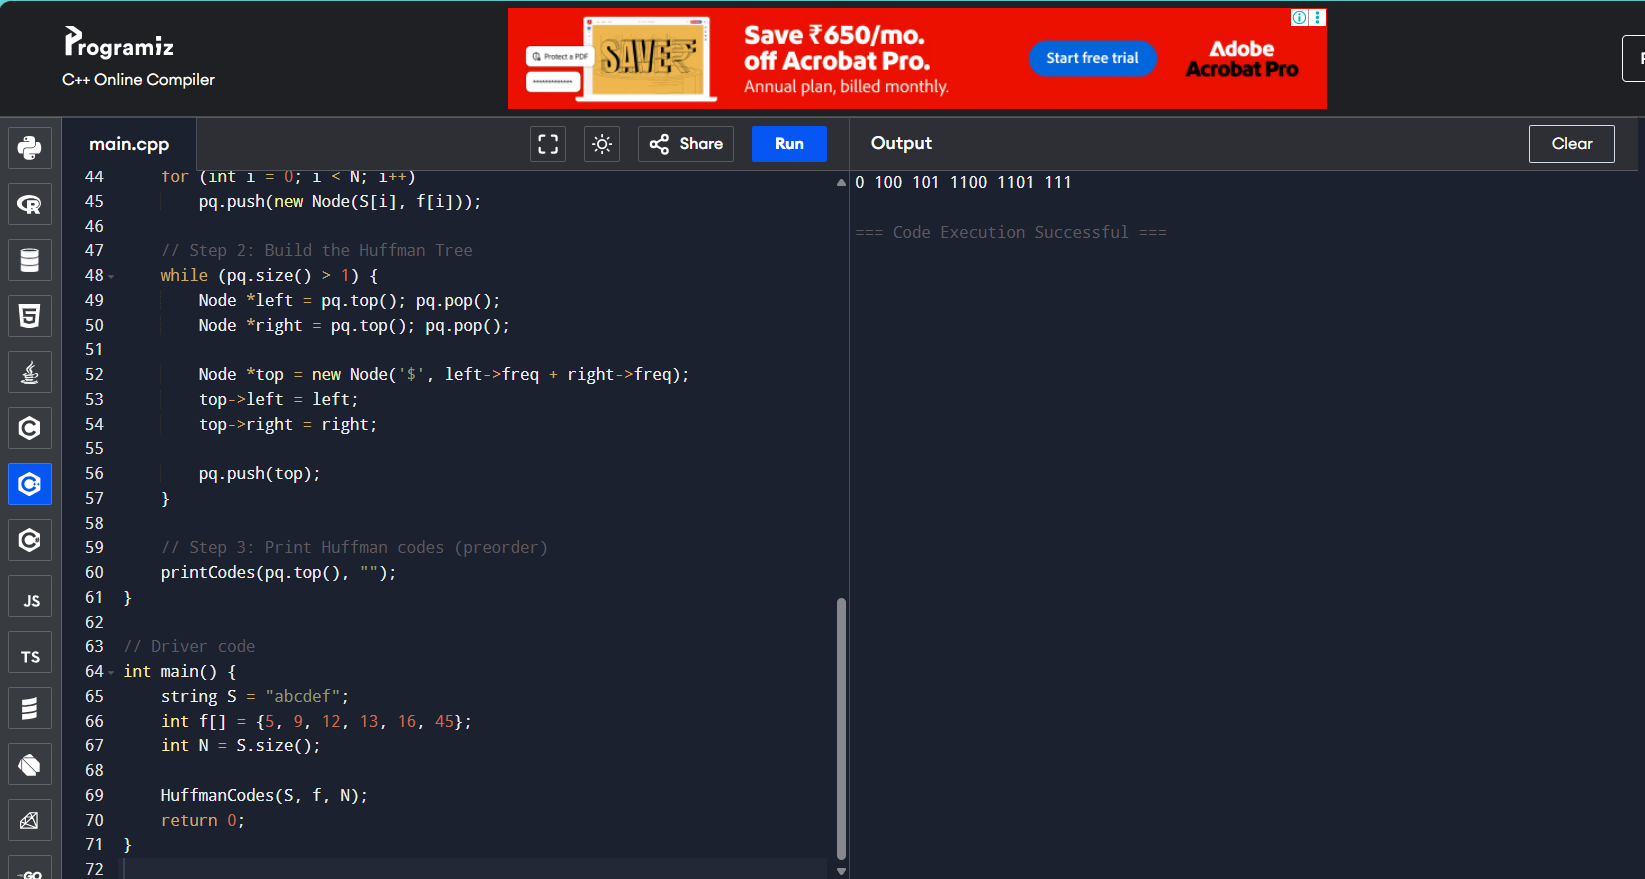 Programiz
C++ Online Compiler
Protect a PDF
SAVE₹
Save ₹650/mo.
off Acrobat Pro.
Annual plan, billed monthly.
Start free trial
Adobe
Acrobat Pro
main.cpp
Share
Run
Output
Clear
44 for (int i = 0; i < N; i++)
45 pq.push(new Node(S[i], f[i]));
46
47 // Step 2: Build the Huffman Tree
48 while (pq.size() > 1) {
49 Node *left = pq.top(); pq.pop();
50 Node *right = pq.top(); pq.pop();
51
52 Node *top = new Node('$', left->freq + right->freq);
53 top->left = left;
54 top->right = right;
55
56 pq.push(top);
57 }
58
59 // Step 3: Print Huffman codes (preorder)
60 printCodes(pq.top(), "");
61 }
62
63 // Driver code
64 int main() {
65 string S = "abcdef";
66 int f[] = {5, 9, 12, 13, 16, 45};
67 int N = S.size();
68
69 HuffmanCodes(S, f, N);
70 return 0;
71 }
72
0 100 101 1100 1101 111
=== Code Execution Successful ===
R
5
C
C
C
JS
TS
GO